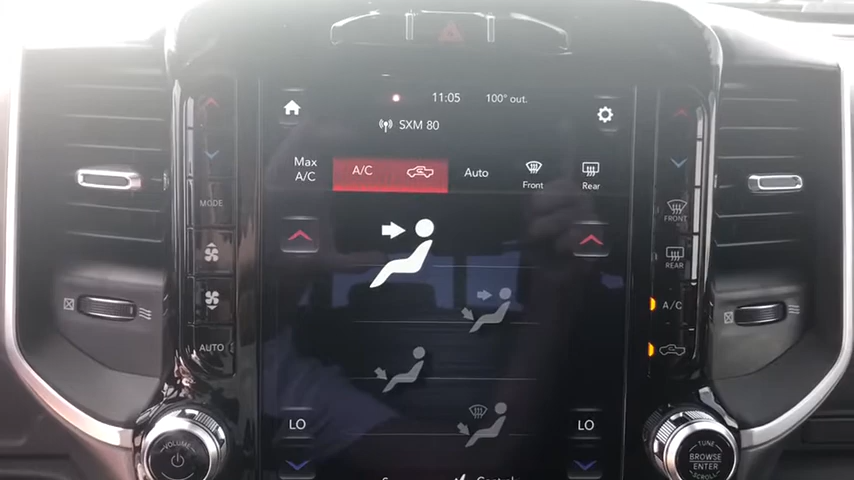 11:05 100° out.
SXM 80
Max A/C
A/C
Auto
Front
Rear
MODE
AUTO
FRONT
REAR
A/C
LO
LO
VOLUME
TUNE
BROWSE
ENTER
SCROLL